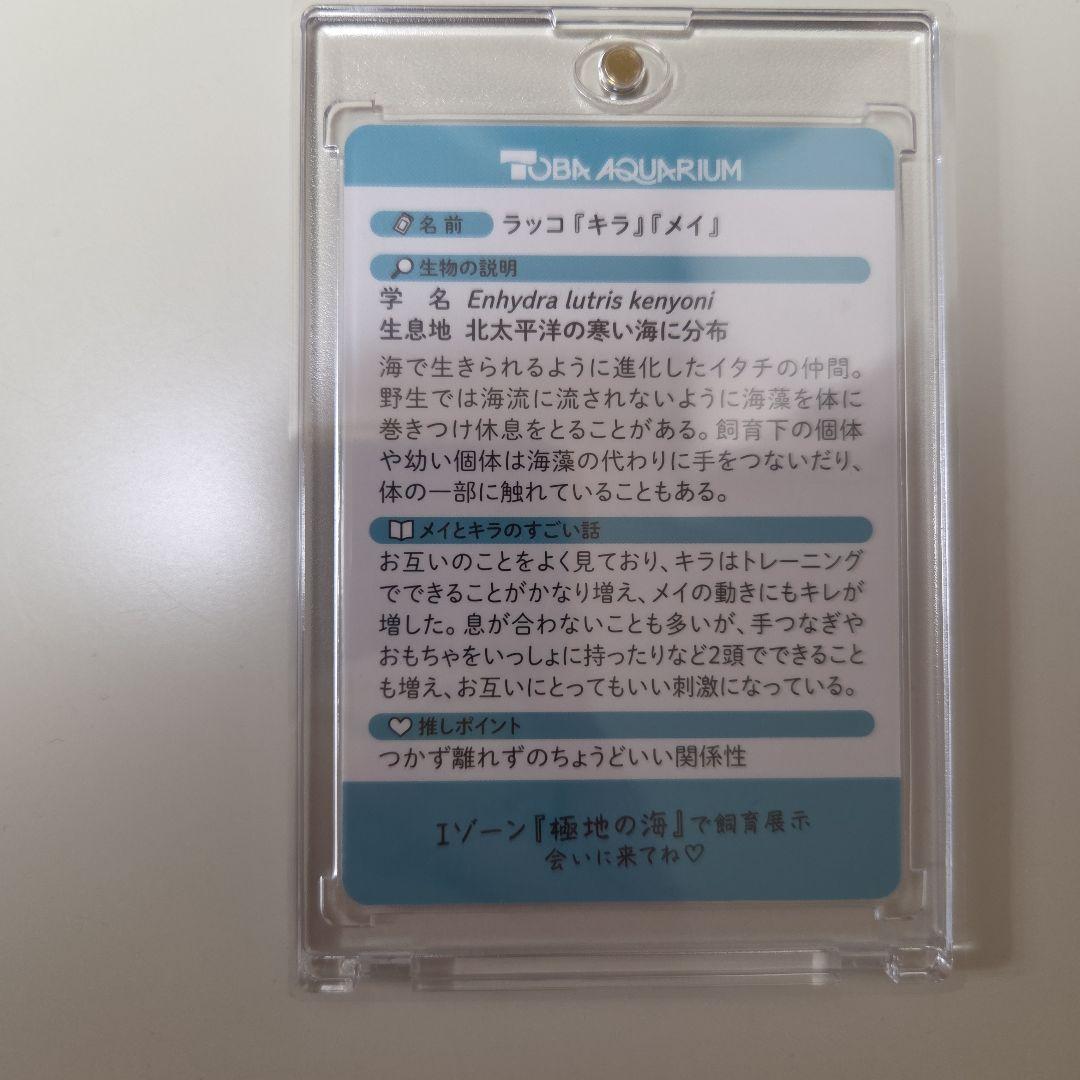 TOBA AQUARIUM
名前 ラッコ『キラ』『メイ』
生物の説明
学 名 Enhydra lutris kenyoni
生息地 北太平洋の寒い海に分布
海で生きられるように進化したイタチの仲間。
野生では海流に流されないように海藻を体に
巻きつけ休息をとることがある。飼育下の個体
や幼い個体は海藻の代わりに手をつないだり、
体の一部に触れていることもある。
メイとキラのすごい話
お互いのことをよく見ており、キラはトレーニング
でできることがかなり増え、メイの動きにもキレが
増した。息が合わないことも多いが、手つなぎや
おもちゃをいっしょに持ったりなど2頭でできること
も増え、お互いにとってもいい刺激になっている。
推しポイント
つかず離れずのちょうどいい関係性
Iゾーン『極地の海』で飼育展示
会いに来てね♡